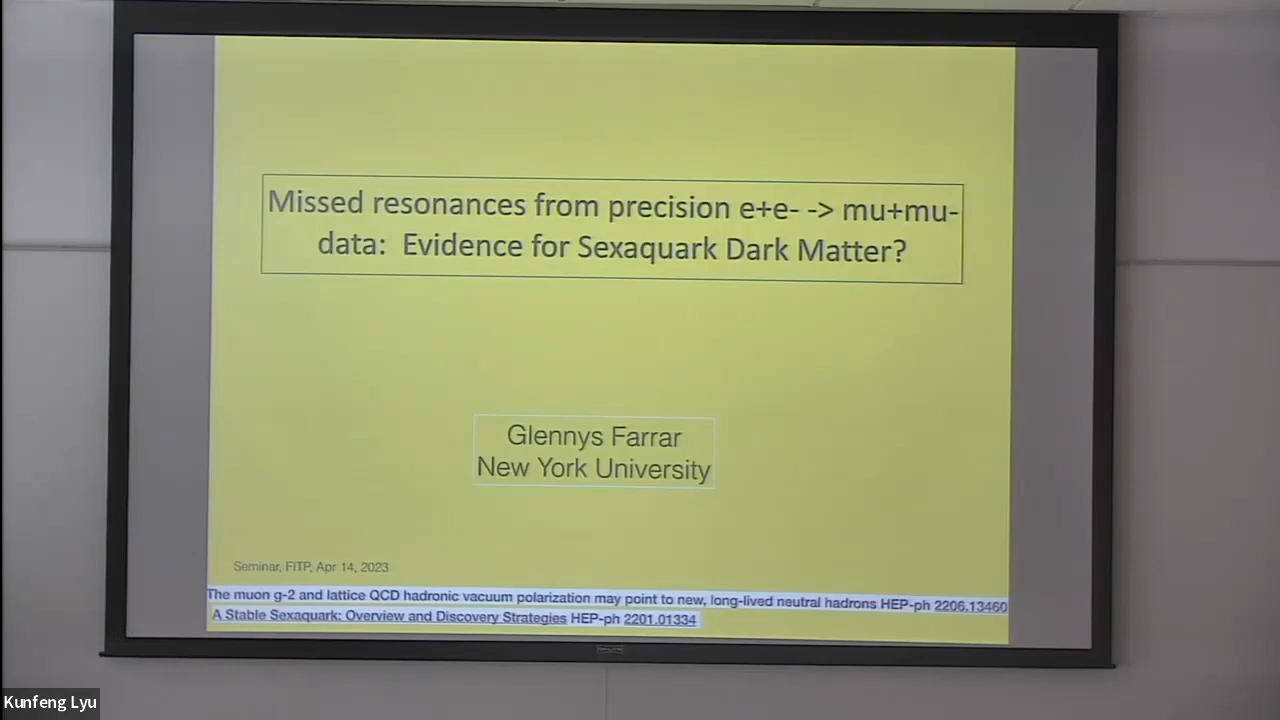 Missed resonances from precision e+e- -> mu+mu-
data: Evidence for Sexaquark Dark Matter?
Glennys Farrar
New York University
Seminar, FITP, Apr 14, 2023
The muon g-2 and lattice QCD hadronic vacuum polarization may point to new, long-lived neutral hadrons HEP-ph 2206.13460
A Stable Sexaquark: Overview and Discovery Strategies HEP-ph 2201.01334
Kunfeng Lyu